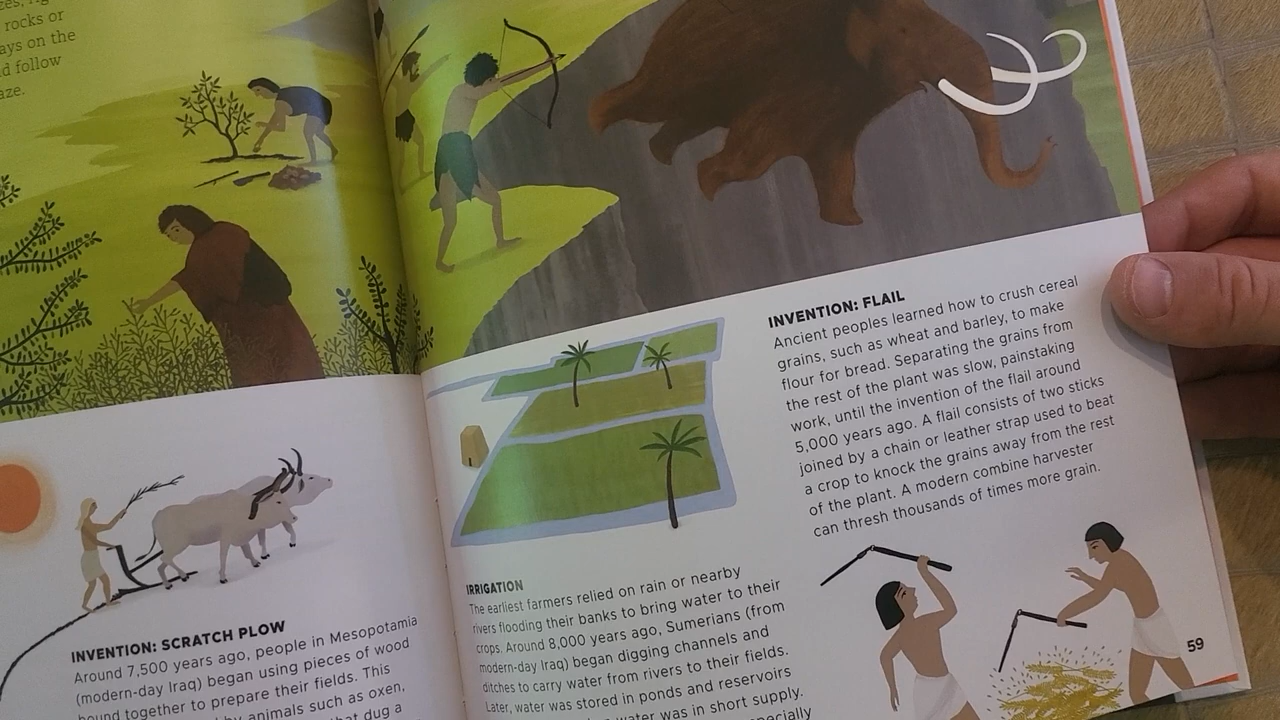 rocks or
ays on the
d follow
aze.
INVENTION: SCRATCH PLOW
Around 7,500 years ago, people in Mesopotamia
(modern-day Iraq) began using pieces of wood
bound together to prepare their fields. This
by animals such as oxen,
that dug a
IRRIGATION
The earliest farmers relied on rain or nearby
rivers flooding their banks to bring water to their
crops. Around 8,000 years ago, Sumerians (from
modern-day Iraq) began digging channels and
ditches to carry water from rivers to their fields.
Later, water was stored in ponds and reservoirs
water was in short supply.
especially
INVENTION: FLAIL
Ancient peoples learned how to crush cereal
grains, such as wheat and barley, to make
flour for bread. Separating the grains from
the rest of the plant was slow, painstaking
work, until the invention of the flail around
5,000 years ago. A flail consists of two sticks
joined by a chain or leather strap used to beat
a crop to knock the grains away from the rest
of the plant. A modern combine harvester
can thresh thousands of times more grain.
59